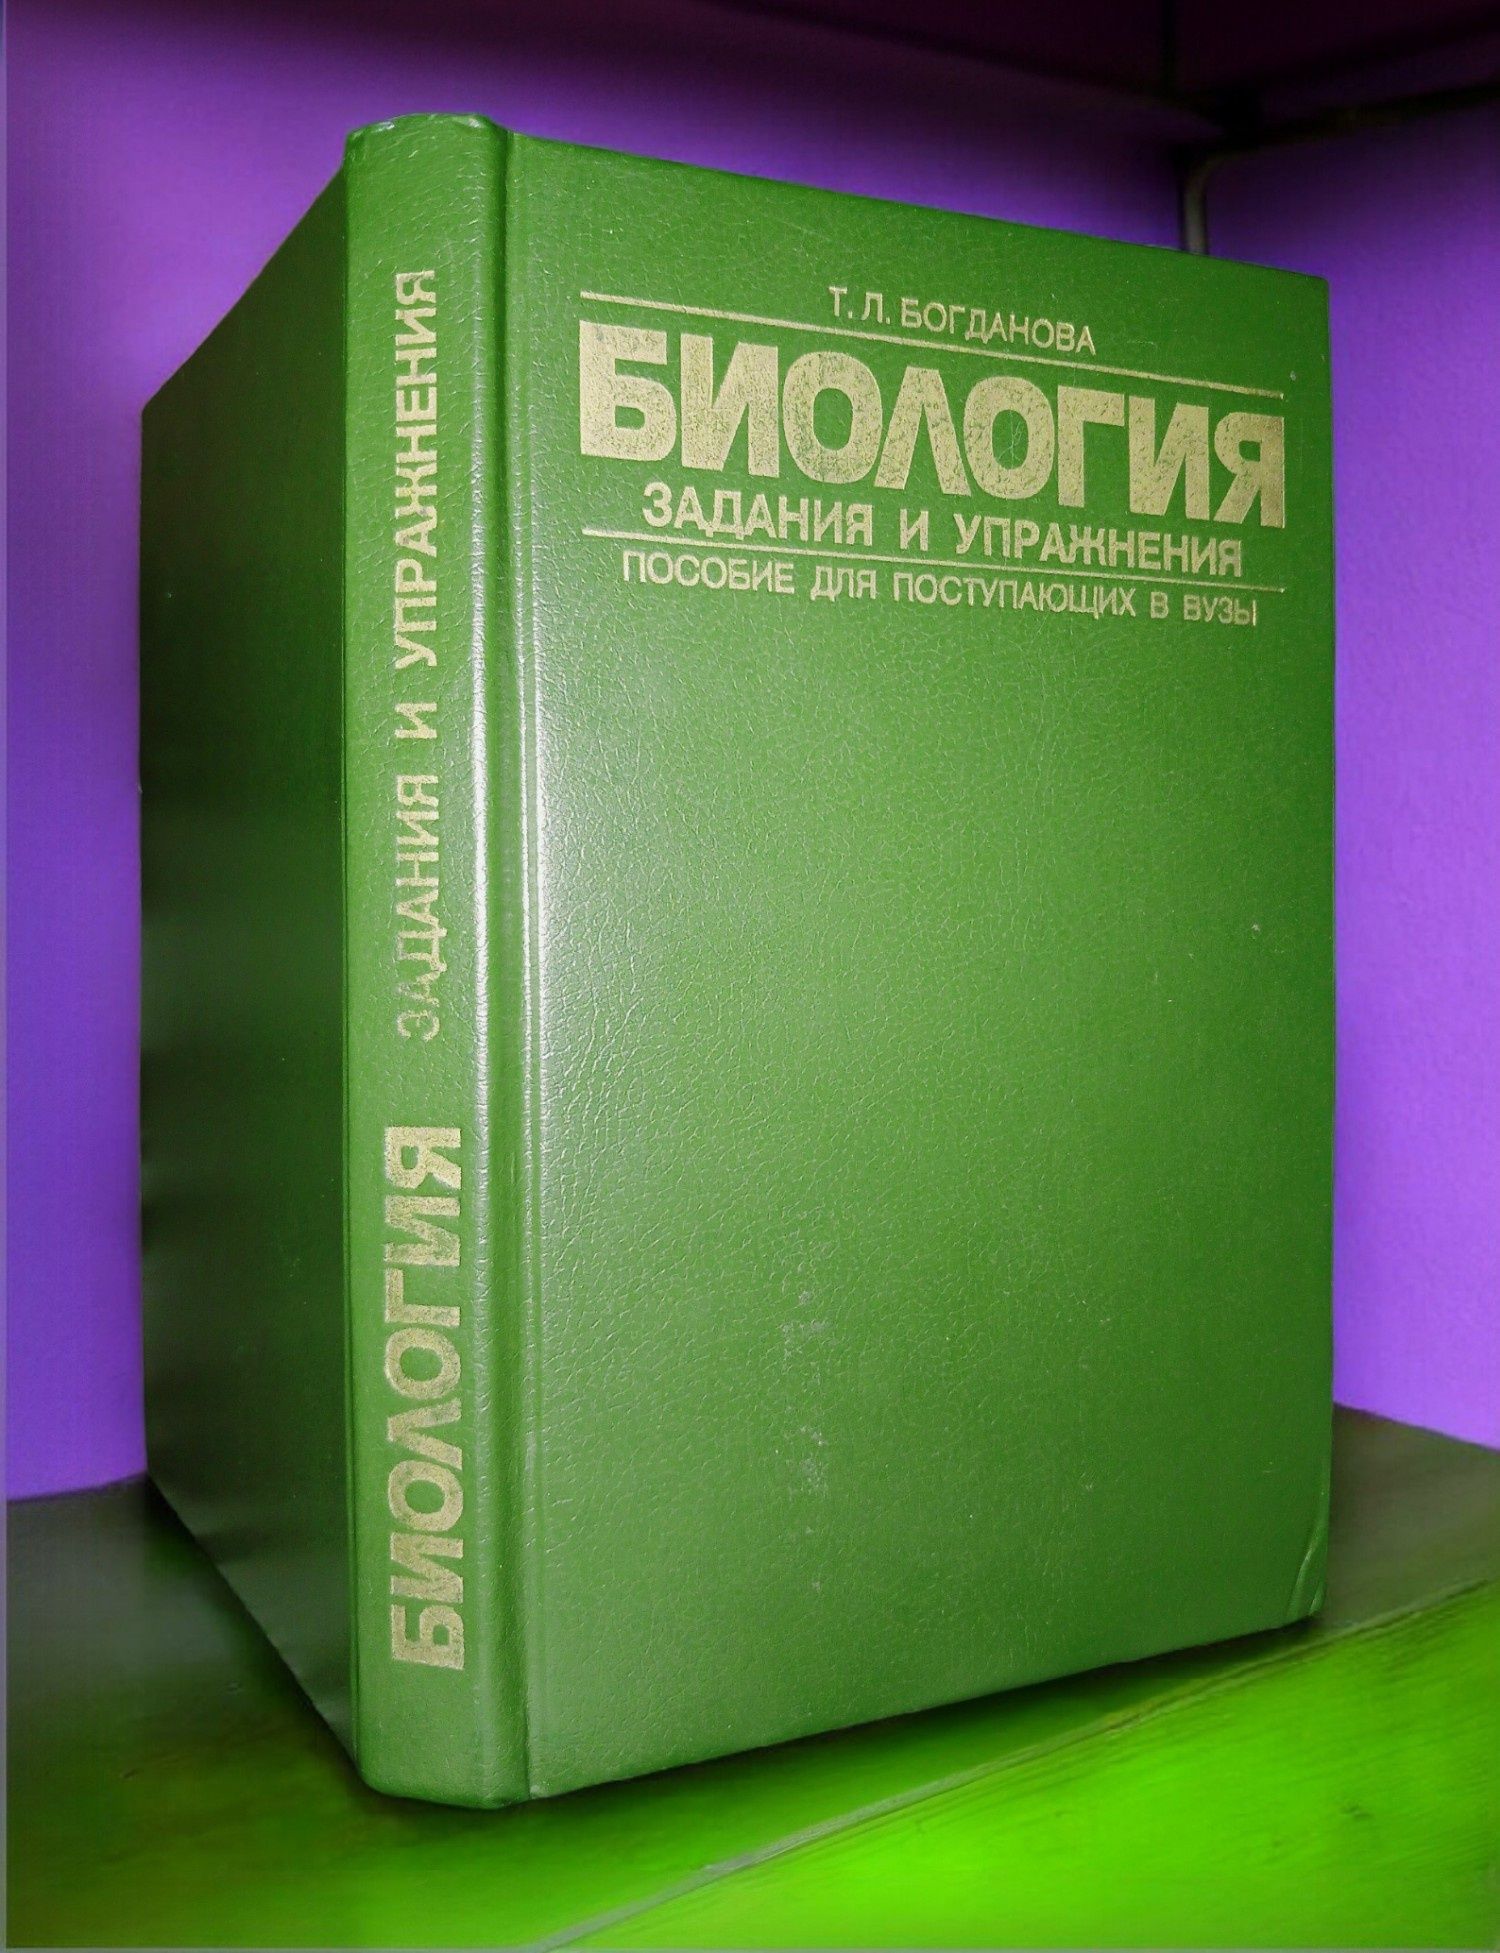 Т. Л. БОГДАНОВА
БИОЛОГИЯ
ЗАДАНИЯ И УПРАЖНЕНИЯ
ПОСОБИЕ ДЛЯ ПОСТУПАЮЩИХ В ВУЗЫ
БИОЛОГИЯ ЗАДАНИЯ И УПРАЖНЕНИЯ